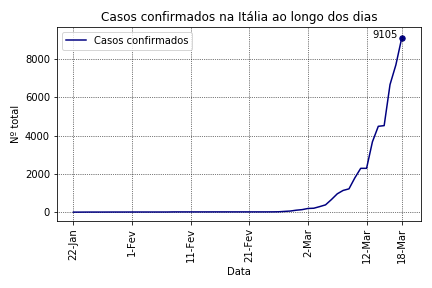 Casos confirmados na Itália ao longo dos dias
Casos confirmados
9105
Nº total
8000
6000
4000
2000
0
22-Jan
1-Fev
11-Fev
21-Fev
2-Mar
12-Mar
18-Mar
Data